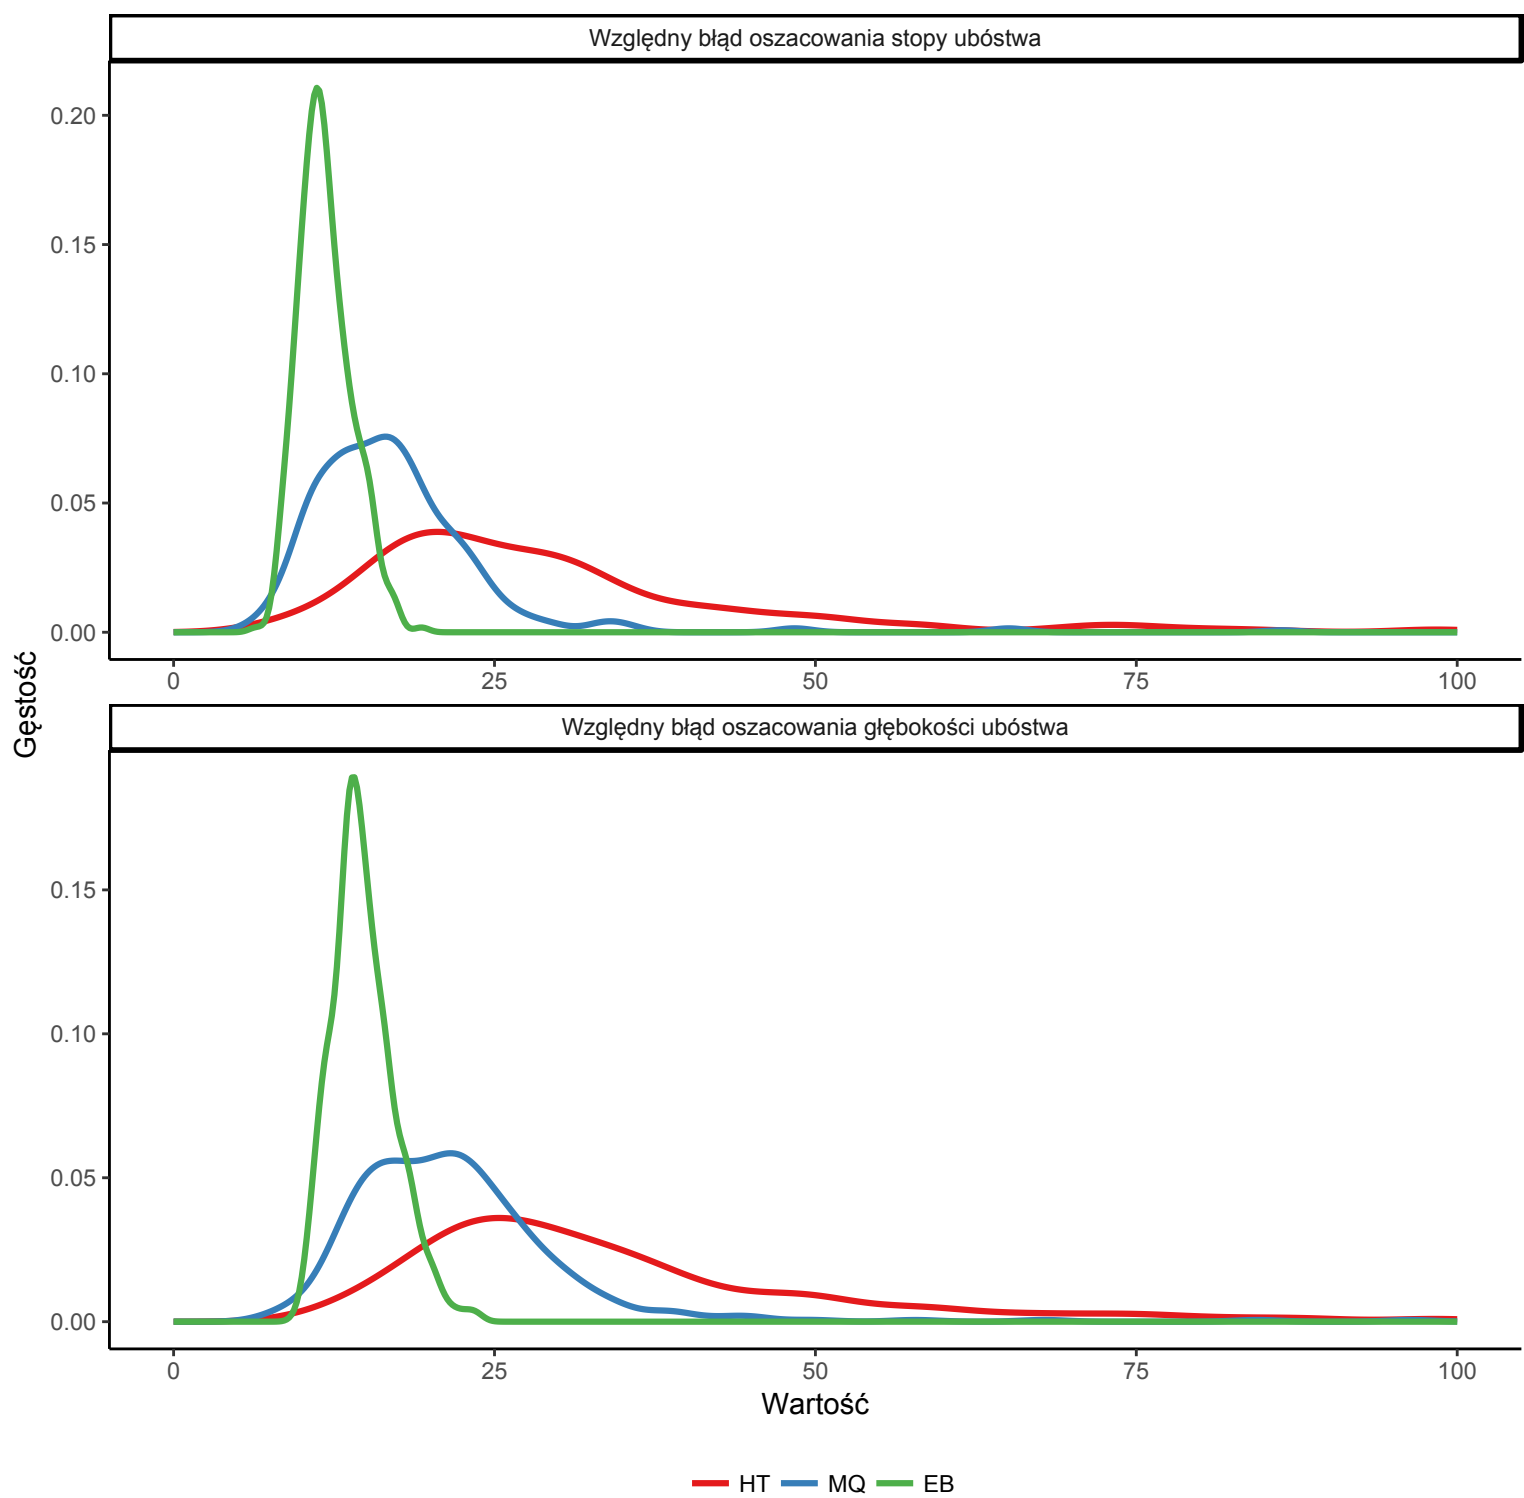 Względny błąd oszacowania stopy ubóstwa
0.20
0.15
0.10
0.05
0.00
0 25 50 75 100
Gęstość
Względny błąd oszacowania głębokości ubóstwa
0.15
0.10
0.05
0.00
0 25 50 75 100
Wartość
HT MQ EB